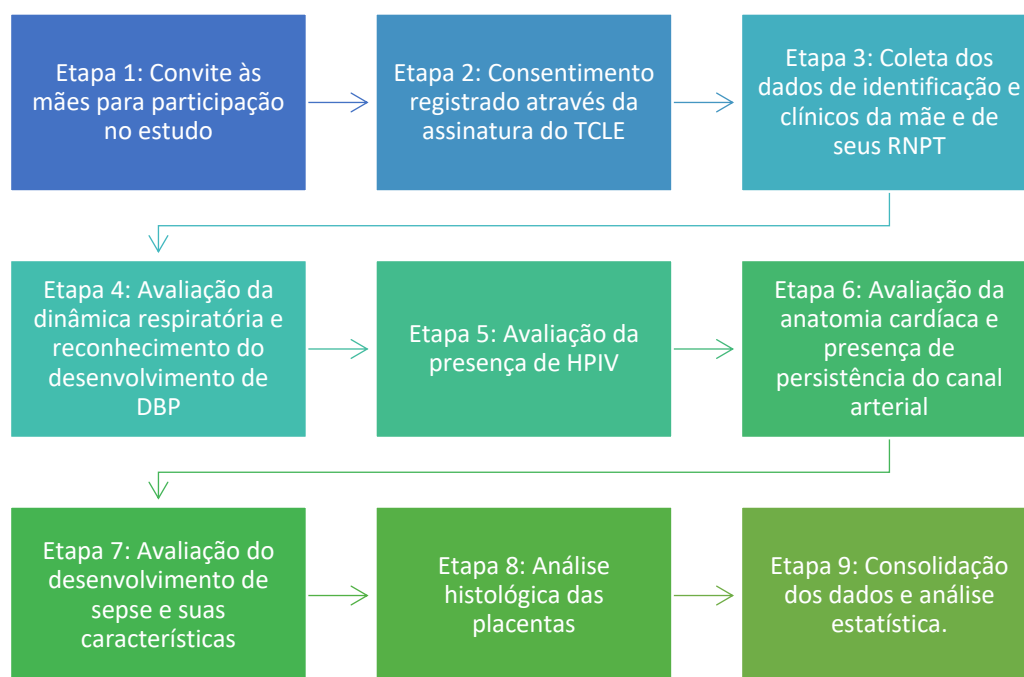 Etapa 1: Convite às
mães para participação
no estudo
Etapa 2: Consentimento
registrado através da
assinatura do TCLE
Etapa 3: Coleta dos
dados de identificação e
clínicos da mãe e de
seus RNPT
Etapa 4: Avaliação da
dinâmica respiratória e
reconhecimento do
desenvolvimento de
DBP
Etapa 5: Avaliação da
presença de HPIV
Etapa 6: Avaliação da
anatomia cardíaca e
presença de
persistência do canal
arterial
Etapa 7: Avaliação do
desenvolvimento de
sepse e suas
características
Etapa 8: Análise
histológica das
placentas
Etapa 9: Consolidação
dos dados e análise
estatística.